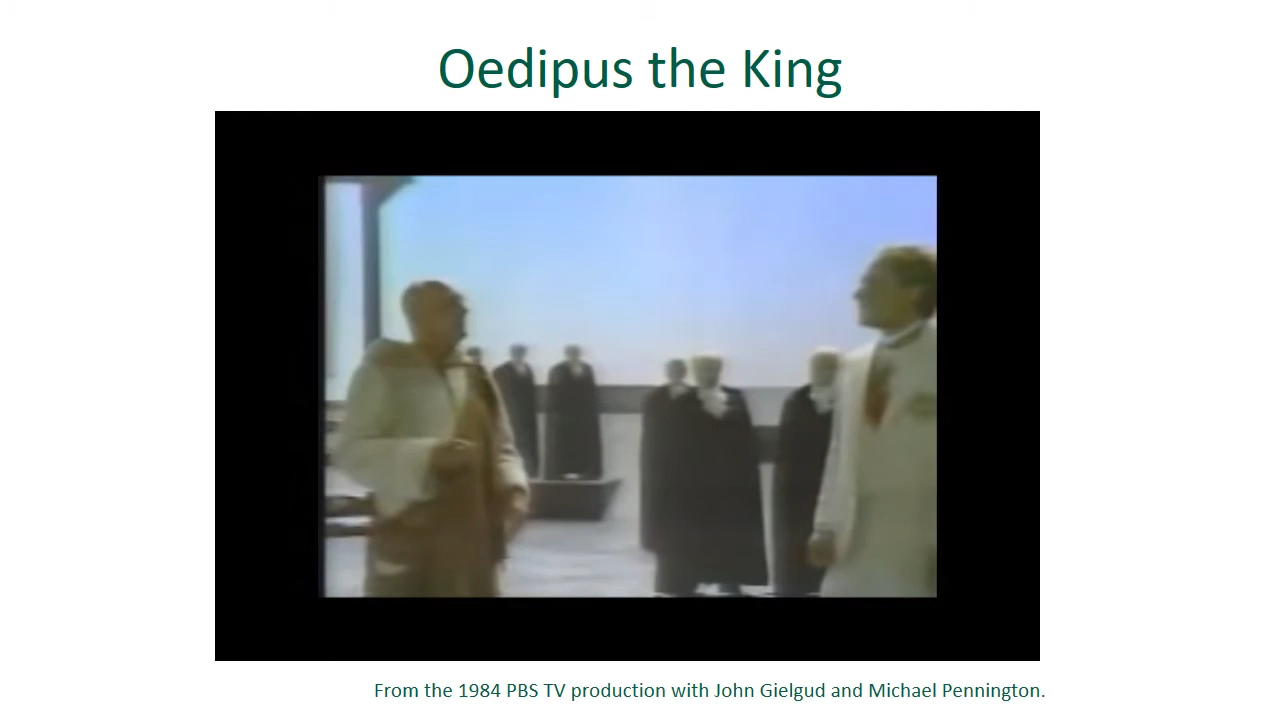 Oedipus the King
From the 1984 PBS TV production with John Gielgud and Michael Pennington.